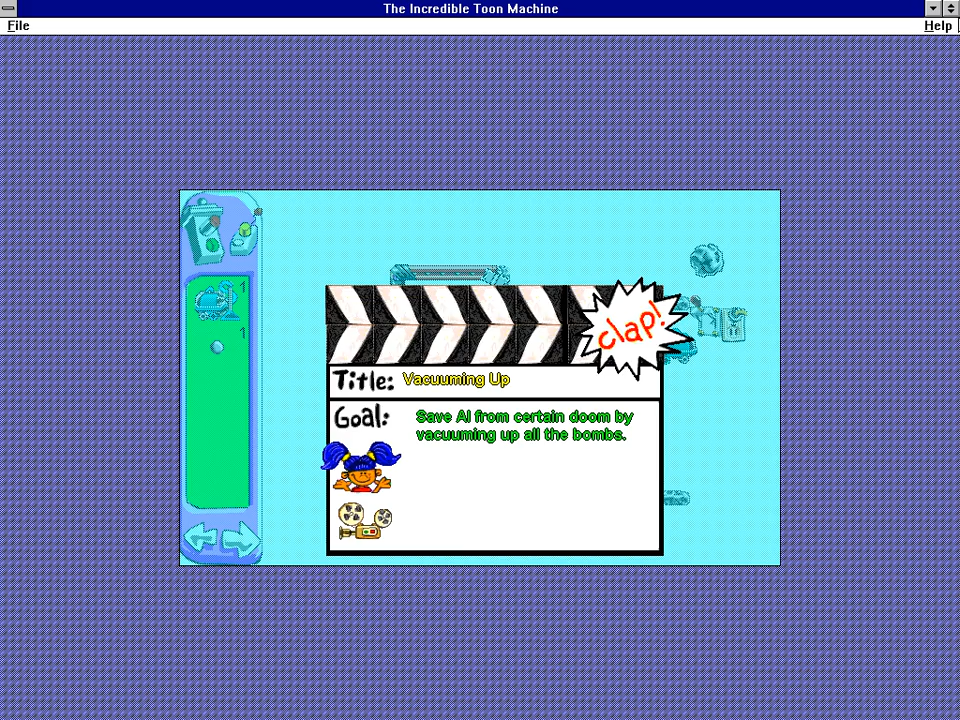 The Incredible Toon Machine
File Help
1
1
clap!
Title: Vacuuming Up
Goal: Save Al from certain doom by
vacuuming up all the bombs.